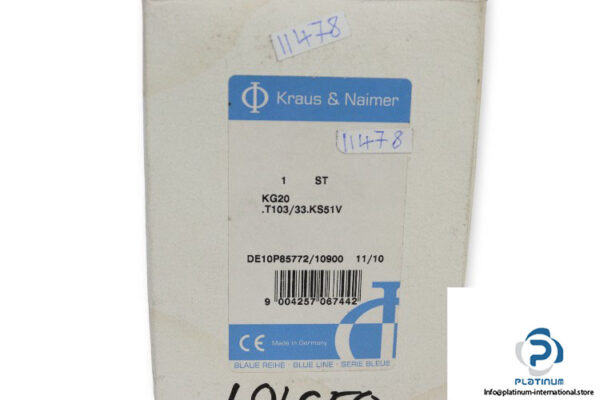 11478
Kraus & Naimer
11478
1 ST
KG20
.T103/33.KS51V
DE10P85772/10900 11/10
9 004257 067442
CE Made in Germany
BLAUE REIHE · BLUE LINE · SERIE BLEUE
PLATINUM
Info@platinum-international.store